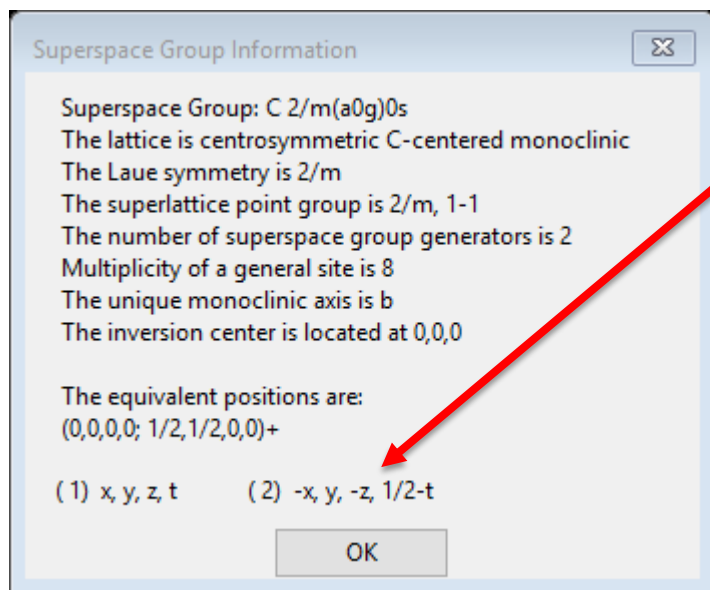 Superspace Group Information
Superspace Group: C 2/m(a0g)0s
The lattice is centrosymmetric C-centered monoclinic
The Laue symmetry is 2/m
The superlattice point group is 2/m, 1-1
The number of superspace group generators is 2
Multiplicity of a general site is 8
The unique monoclinic axis is b
The inversion center is located at 0,0,0
The equivalent positions are:
(0,0,0,0; 1/2,1/2,0,0)+
( 1) x, y, z, t ( 2) -x, y, -z, 1/2-t
OK